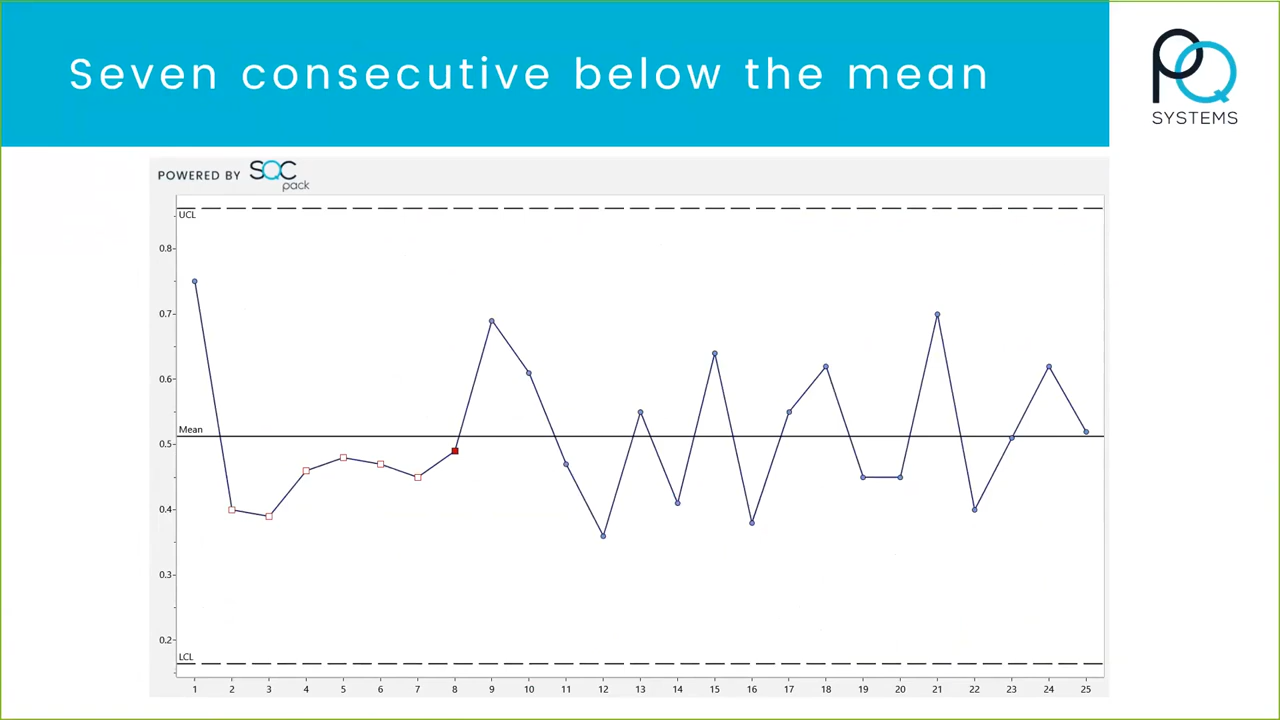 Seven consecutive below the mean
PQ
SYSTEMS
POWERED BY SQC
pack
UCL
0.8
0.7
0.6
Mean
0.5
0.4
0.3
0.2
LCL
1 2 3 4 5 6 7 8 9 10 11 12 13 14 15 16 17 18 19 20 21 22 23 24 25